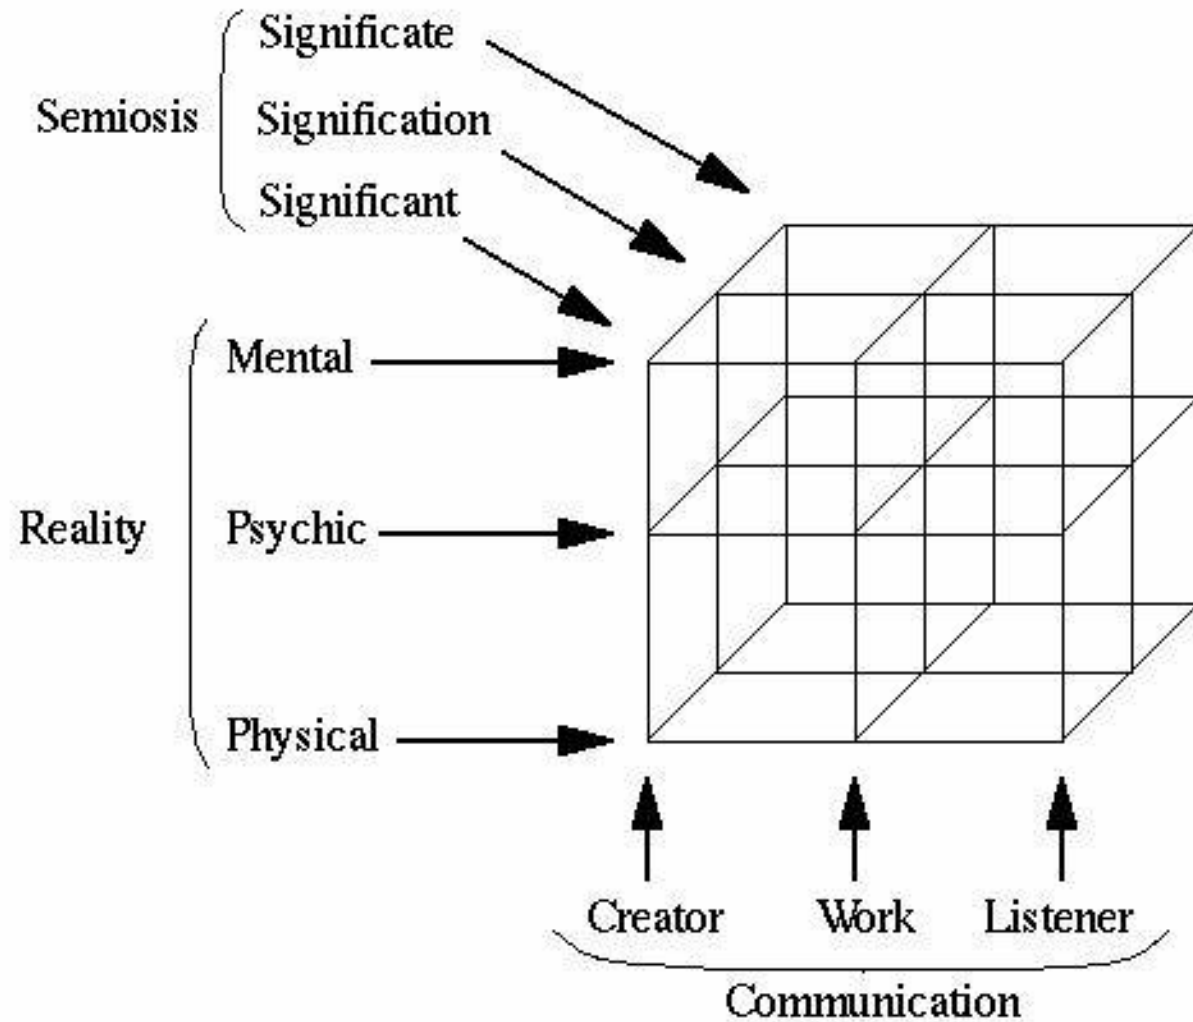 Significate
Semiosis
Signification
Significant
Mental
Reality
Psychic
Physical
Creator Work Listener
Communication